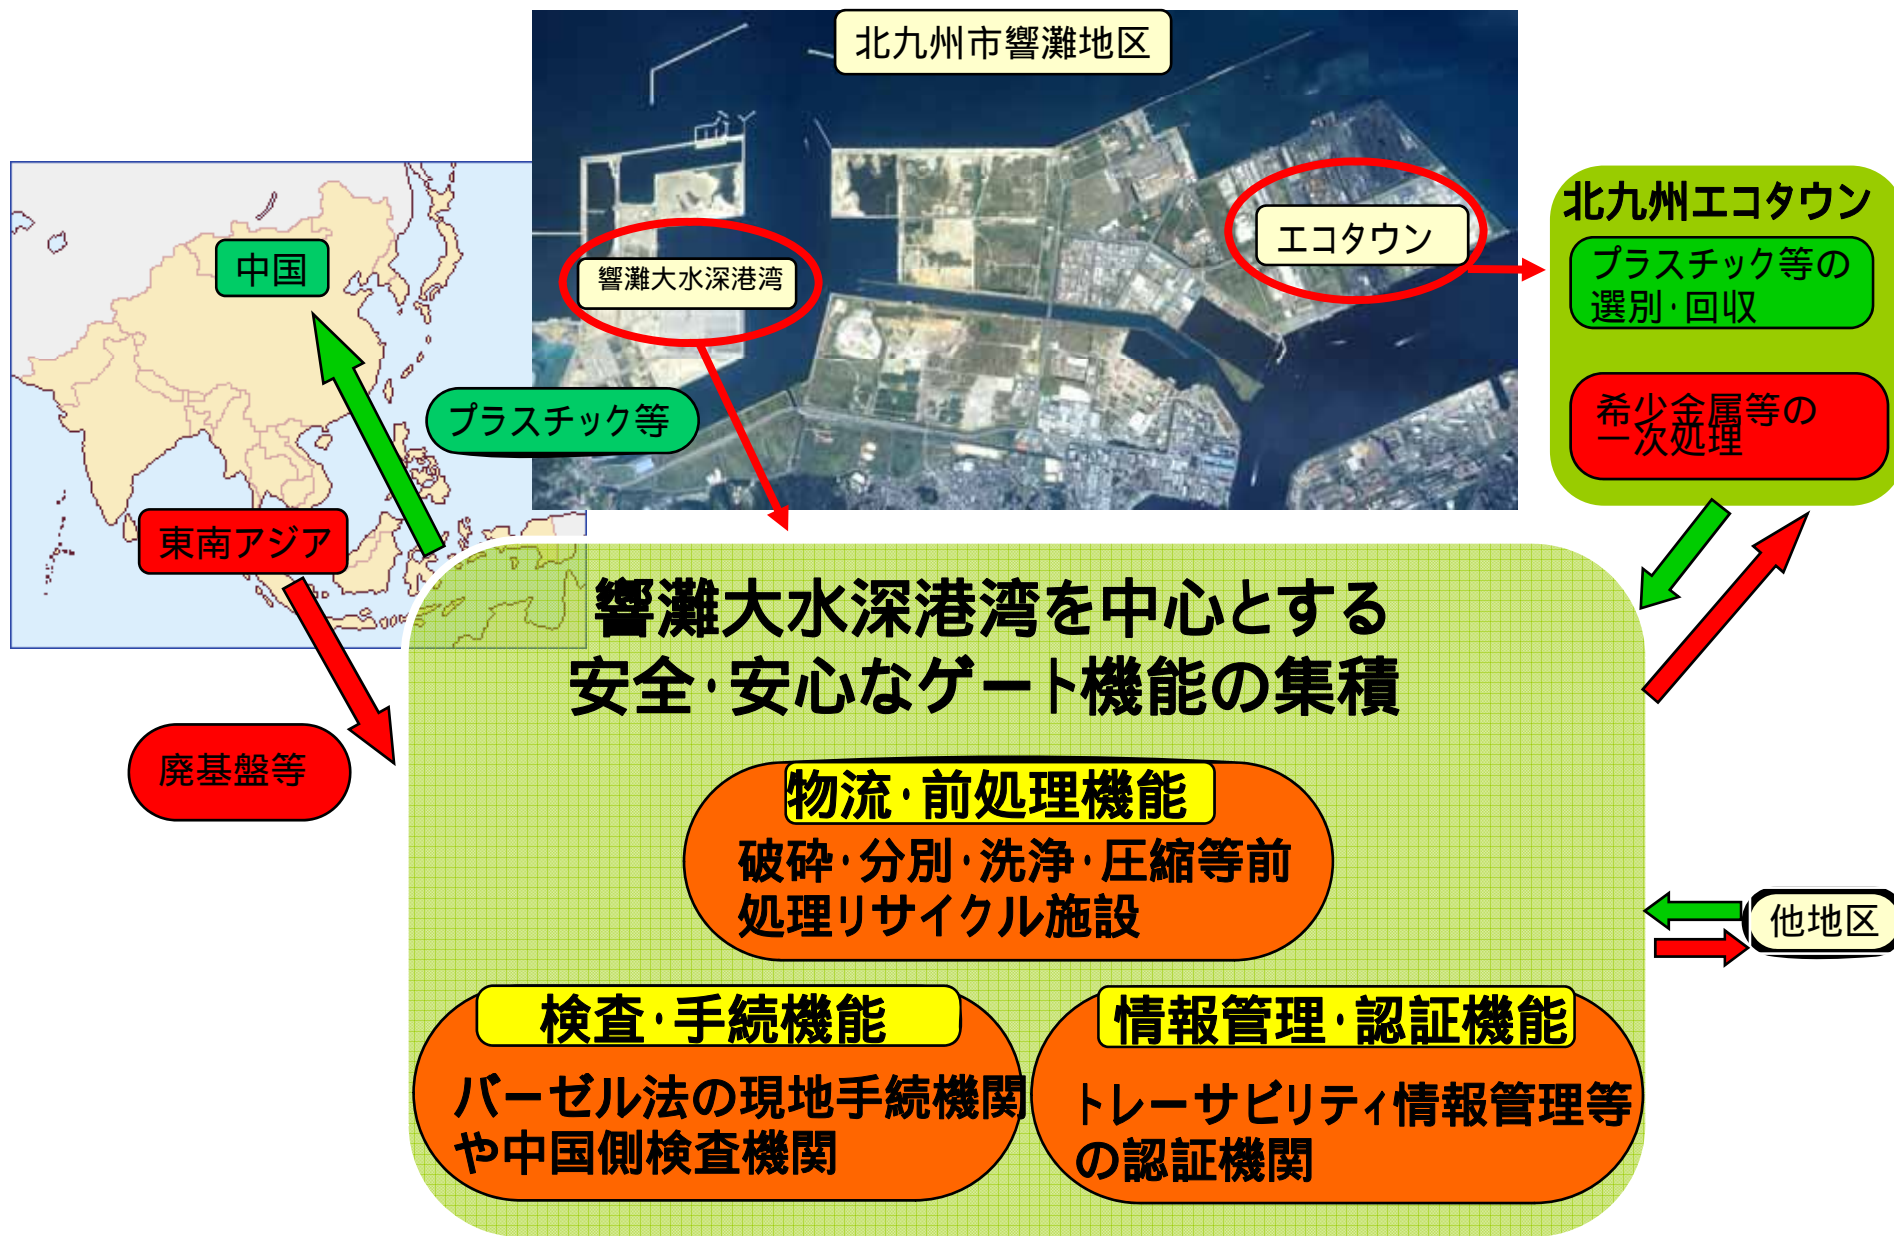 北九州市響灘地区
中国
響灘大水深港湾
エコタウン
プラスチック等
東南アジア
廃基盤等
北九州エコタウン
プラスチック等の
選別･回収
希少金属等の
一次処理
響灘大水深港湾を中心とする
安全･安心なゲート機能の集積
物流･前処理機能
破砕･分別･洗浄･圧縮等前
処理リサイクル施設
他地区
検査･手続機能
バーゼル法の現地手続機関
や中国側検査機関
情報管理･認証機能
トレーサビリティ情報管理等
の認証機関